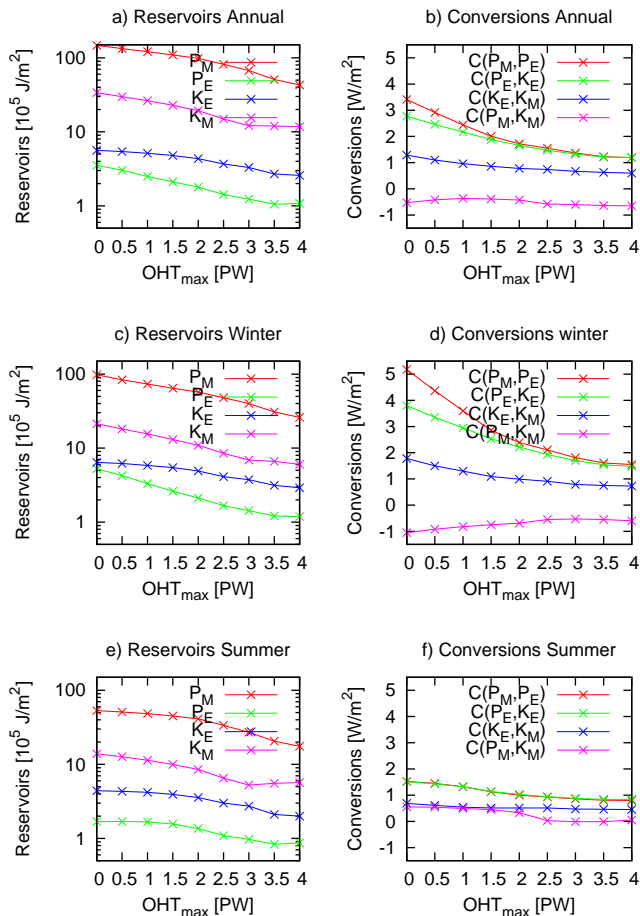 a) Reservoirs Annual
Reservoirs [10^5 J/m^2]
100
10
1
P_M
P_E
K_E
K_M
0 0.5 1 1.5 2 2.5 3 3.5 4
OHT_max [PW]
b) Conversions Annual
Conversions [W/m^2]
5
4
3
2
1
0
-1
C(P_M,P_E)
C(P_E,K_E)
C(K_E,K_M)
C(P_M,K_M)
0 0.5 1 1.5 2 2.5 3 3.5 4
OHT_max [PW]
c) Reservoirs Winter
Reservoirs [10^5 J/m^2]
100
10
1
P_M
P_E
K_E
K_M
0 0.5 1 1.5 2 2.5 3 3.5 4
OHT_max [PW]
d) Conversions winter
Conversions [W/m^2]
5
4
3
2
1
0
-1
C(P_M,P_E)
C(P_E,K_E)
C(K_E,K_M)
C(P_M,K_M)
0 0.5 1 1.5 2 2.5 3 3.5 4
OHT_max [PW]
e) Reservoirs Summer
Reservoirs [10^5 J/m^2]
100
10
1
P_M
P_E
K_E
K_M
0 0.5 1 1.5 2 2.5 3 3.5 4
OHT_max [PW]
f) Conversions Summer
Conversions [W/m^2]
5
4
3
2
1
0
-1
C(P_M,P_E)
C(P_E,K_E)
C(K_E,K_M)
C(P_M,K_M)
0 0.5 1 1.5 2 2.5 3 3.5 4
OHT_max [PW]